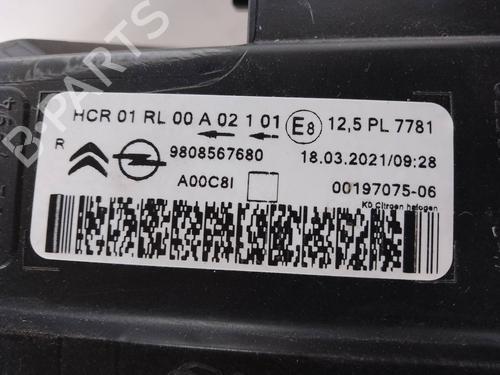 HCR 01 RL 00 A 02 1 01 E8 12,5 PL 7781
R
9808567680 18.03.2021/09:28
A00C8I 00197075-06
K0 Citroen halogen
B-PARTS